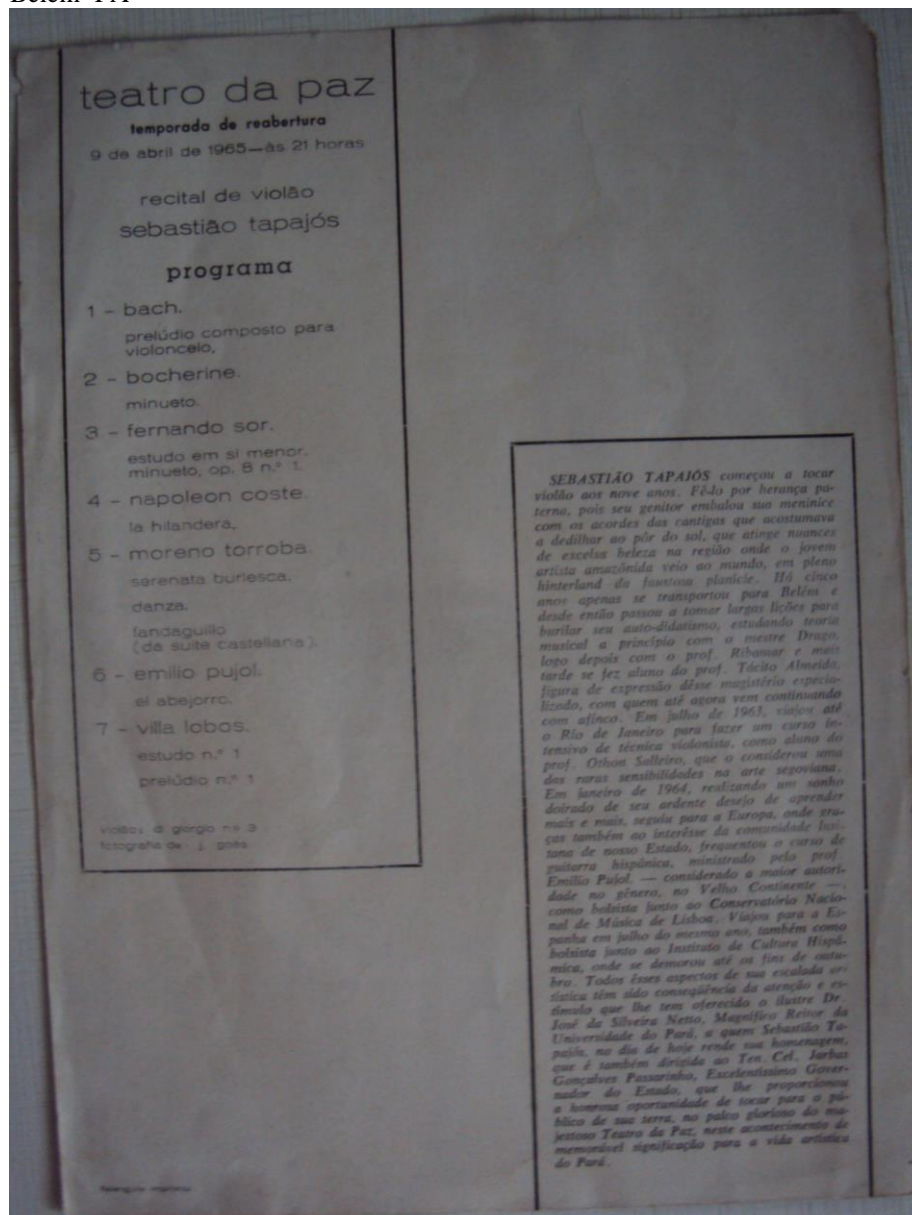 Belém-PA
teatro da paz
temporada de reabertura
9 de abril de 1965—às 21 horas
recital de violão
sebastião tapajós
programa
1 - bach.
prelúdio composto para
violoncelo,
2 - bocherine.
minueto.
3 - fernando sor.
estudo em si menor.
minueto, op. 8 n.º 1.
4 - napoleon coste.
la hilandera,
5 - moreno torroba.
serenata burlesca.
danza.
fandaguillo
(da suite castellana).
6 - emilio pujol.
el abejorro.
7 - villa lobos.
estudo n.º 1
prelúdio n.º 1
violão: di giorgio n.o 3
fotografia de: j.
SEBASTIÃO TAPAJÓS começou a tocar
violão aos nove anos. Fê-lo por herança pa-
terna, pois seu genitor embalou sua meninice
com os acordes das cantigas que acostumava
a dedilhar ao pôr do sol, que atinge nuances
de excelsa beleza na região onde o jovem
artista amazônida veio ao mundo, em pleno
hinterland da faustosa planície. Há cinco
anos apenas se transportou para Belém e
desde então passou a tomar largas lições para
burilar seu auto-didatismo, estudando teoria
musical a princípio com o mestre Drago,
logo depois com o prof. Ribamar e mais
tarde se fez aluno do prof. Tácito Almeida,
figura de expressão dêsse magistério especia-
lizado, com quem até agora vem continuando
com afinco. Em julho de 1963, viajou até
o Rio de Janeiro para fazer um curso in-
tensivo de técnica violonista, como aluno do
prof. Othon Salleiro, que o considerou uma
das raras sensibilidades na arte segoviana.
Em janeiro de 1964, realizando um sonho
doirado de seu ardente desejo de aprender
mais e mais, seguiu para a Europa, onde gra-
ças também ao interêsse da comunidade lusi-
tana de nosso Estado, frequentou o curso de
guitarra hispânica, ministrado pelo prof.
Emilio Pujol, — considerado a maior autori-
dade no gênero, no Velho Continente —,
como bolsista junto ao Conservatório Nacio-
nal de Música de Lisboa. Viajou para a Es-
panha em julho do mesmo ano, também como
bolsista junto ao Instituto de Cultura Hispâ-
mica, onde se demorou até os fins de outu-
bro. Todos êsses aspectos de sua escalada ar-
tística têm sido conseqüência da atenção e es-
tímulo que lhe tem oferecido o ilustre Dr.
José da Silveira Netto, Magnífico Reitor da
Universidade do Pará, a quem Sebastião Ta-
pajós, no dia de hoje rende sua homenagem,
que é também dirigida ao Ten. Cel. Jarbas
Gonçalves Passarinho, Excelentíssimo Gover-
nador do Estado, que lhe proporcionou
a honrosa oportunidade de tocar para o pú-
blico de sua terra, no palco glorioso do ma-
jestoso Teatro da Paz, neste acontecimento de
memorável significação para a vida artística
do Pará.